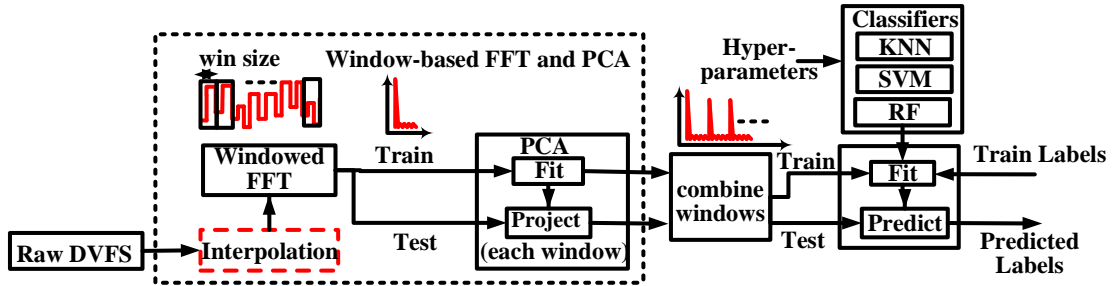 Classifiers
KNN
SVM
RF
Hyper-
parameters
win size
Window-based FFT and PCA
Windowed
FFT
Train
PCA
Fit
Project
(each window)
Test
Raw DVFS
Interpolation
combine
windows
Train
Test
Fit
Predict
Train Labels
Predicted
Labels